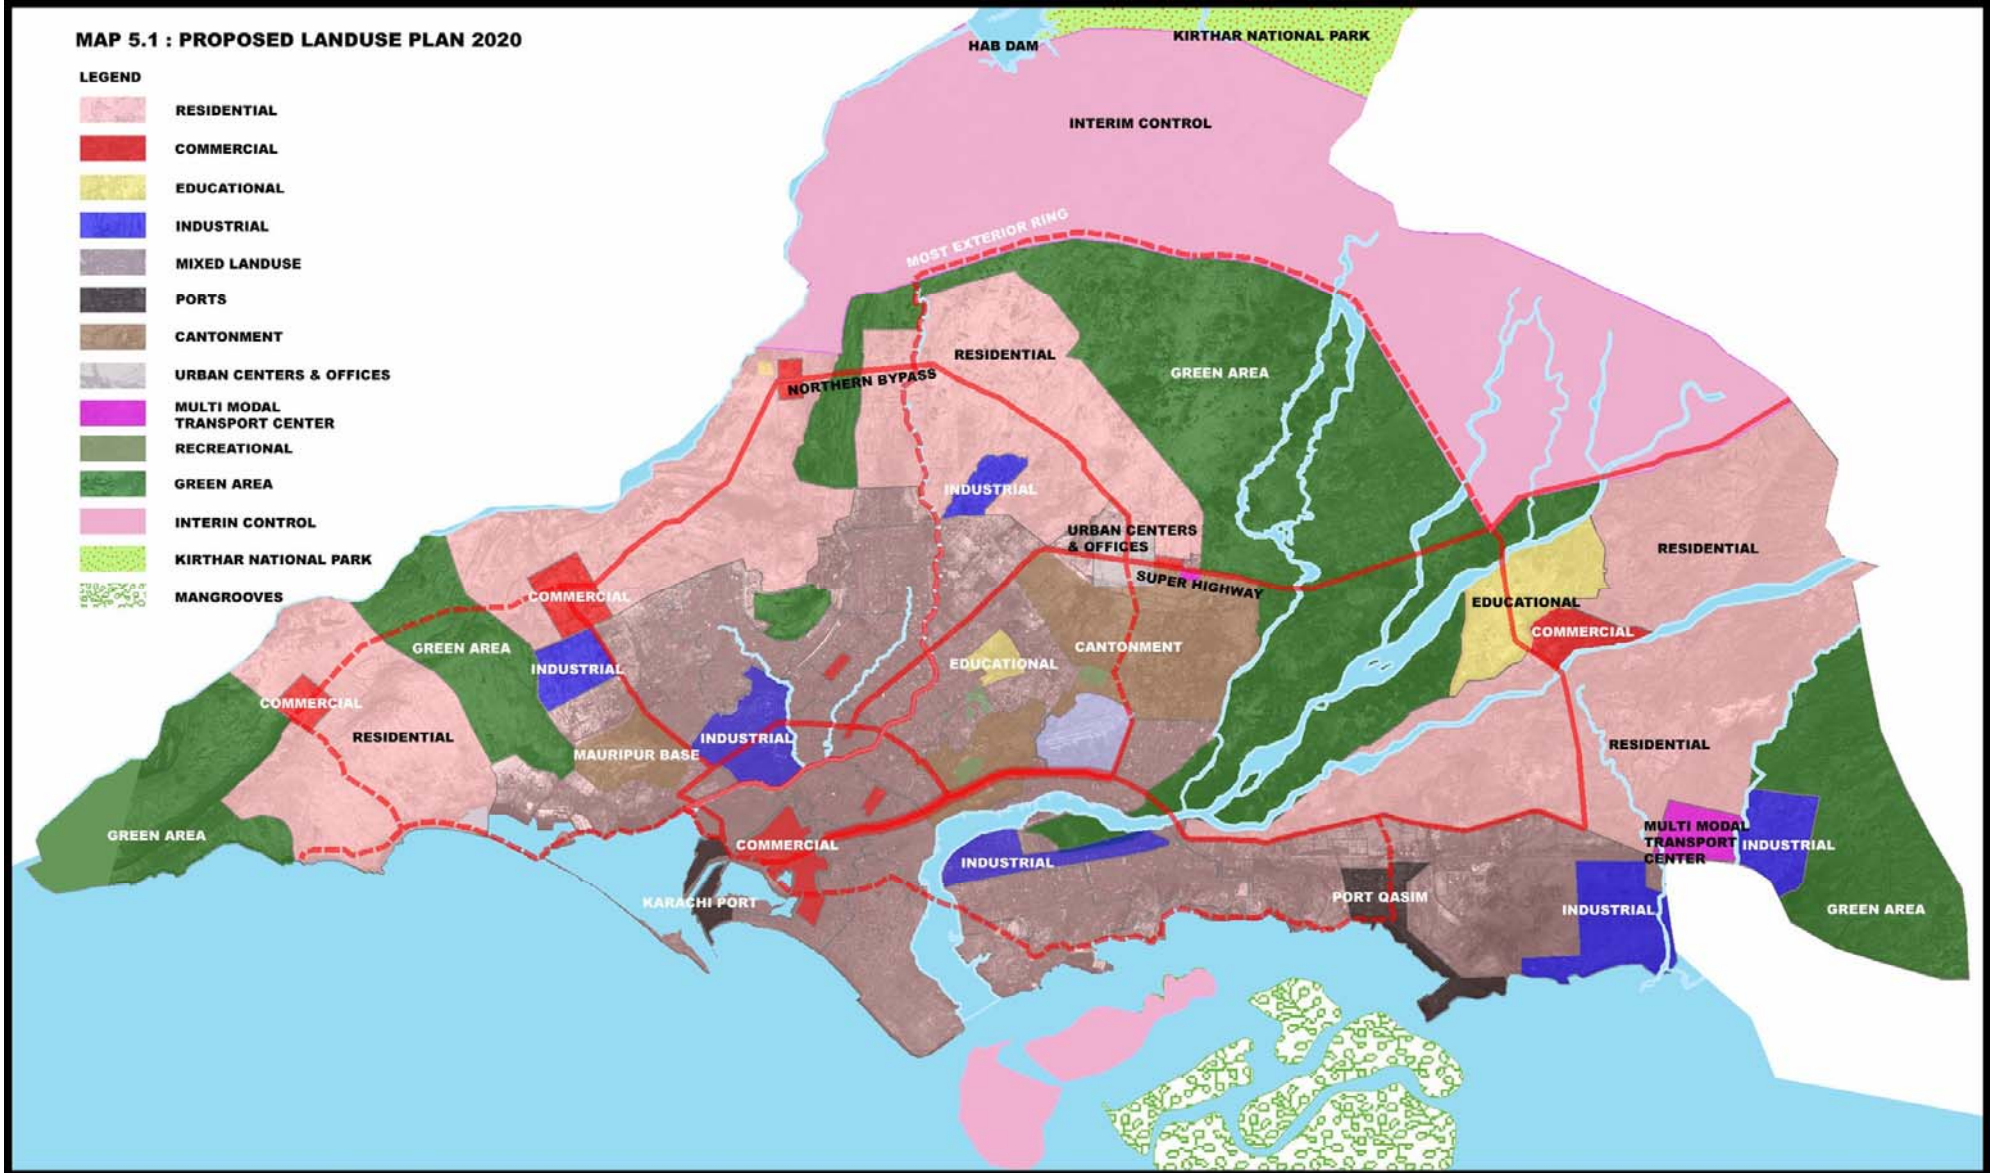 MAP 5.1 : PROPOSED LANDUSE PLAN 2020
LEGEND
RESIDENTIAL
COMMERCIAL
EDUCATIONAL
INDUSTRIAL
MIXED LANDUSE
PORTS
CANTONMENT
URBAN CENTERS & OFFICES
MULTI MODAL
TRANSPORT CENTER
RECREATIONAL
GREEN AREA
INTERIN CONTROL
KIRTHAR NATIONAL PARK
MANGROOVES
HAB DAM
KIRTHAR NATIONAL PARK
INTERIM CONTROL
MOST EXTERIOR RING
RESIDENTIAL
GREEN AREA
NORTHERN BYPASS
INDUSTRIAL
URBAN CENTERS
& OFFICES
SUPER HIGHWAY
RESIDENTIAL
COMMERCIAL
EDUCATIONAL
COMMERCIAL
GREEN AREA
INDUSTRIAL
EDUCATIONAL
CANTONMENT
COMMERCIAL
RESIDENTIAL
MAURIPUR BASE
INDUSTRIAL
RESIDENTIAL
GREEN AREA
COMMERCIAL
INDUSTRIAL
MULTI MODAL
TRANSPORT
CENTER
INDUSTRIAL
KARACHI PORT
PORT QASIM
INDUSTRIAL
GREEN AREA